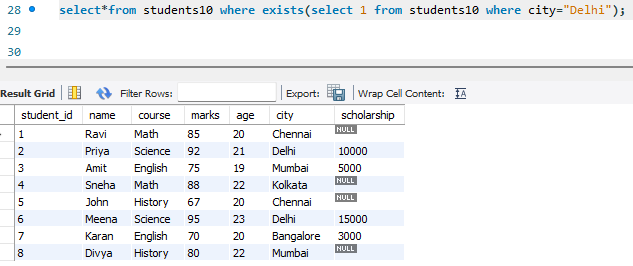 28 select*from students10 where exists(select 1 from students10 where city="Delhi");
29
30
Result Grid Filter Rows: Export: Wrap Cell Content: IA
student_id name course marks age city scholarship
1 Ravi Math 85 20 Chennai NULL
2 Priya Science 92 21 Delhi 10000
3 Amit English 75 19 Mumbai 5000
4 Sneha Math 88 22 Kolkata NULL
5 John History 67 20 Chennai NULL
6 Meena Science 95 23 Delhi 15000
7 Karan English 70 20 Bangalore 3000
8 Divya History 80 22 Mumbai NULL